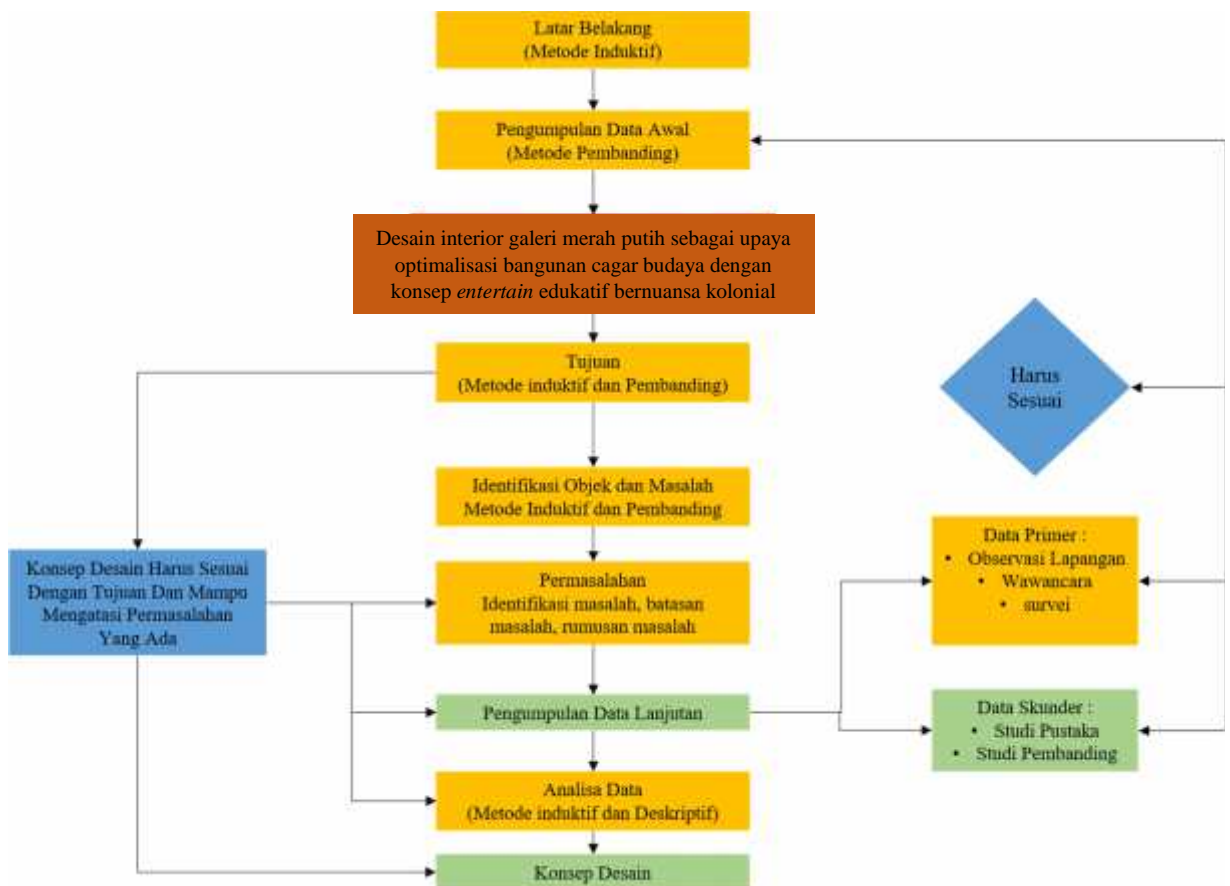 Latar Belakang
(Metode Induktif)
Pengumpulan Data Awal
(Metode Pembanding)
Desain interior galeri merah putih sebagai upaya
optimalisasi bangunan cagar budaya dengan
konsep entertain edukatif bernuansa kolonial
Tujuan
(Metode induktif dan Pembanding)
Harus
Sesuai
Identifikasi Objek dan Masalah
Metode Induktif dan Pembanding
Konsep Desain Harus Sesuai
Dengan Tujuan Dan Mampu
Mengatasi Permasalahan
Yang Ada
Permasalahan
Identifikasi masalah, batasan
masalah, rumusan masalah
Data Primer :
• Observasi Lapangan
• Wawancara
• survei
Pengumpulan Data Lanjutan
Data Skunder :
• Studi Pustaka
• Studi Pembanding
Analisa Data
(Metode induktif dan Deskriptif)
Konsep Desain